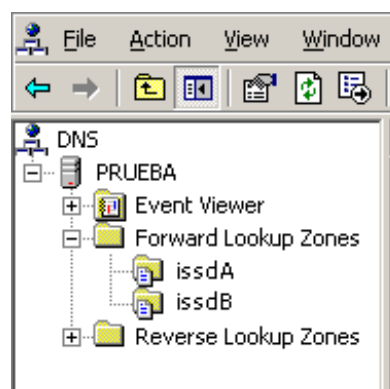 File Action View Window
DNS
PRUEBA
Event Viewer
Forward Lookup Zones
issdA
issdB
Reverse Lookup Zones